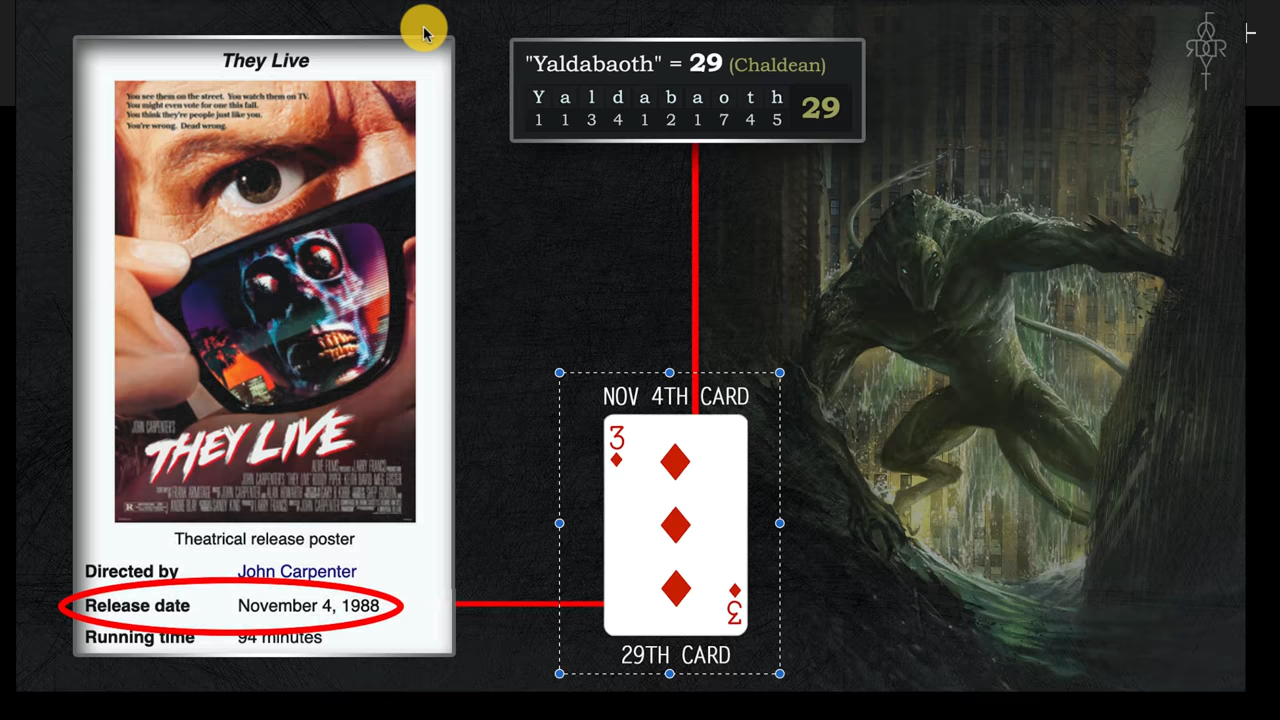 They Live
You see them on the street. You watch them on TV.
You might even vote for one this fall.
You think they're people just like you.
You're wrong. Dead wrong.
JOHN CARPENTER'S
THEY LIVE
R
Theatrical release poster
Directed by John Carpenter
Release date November 4, 1988
Running time 94 minutes
"Yaldabaoth" = 29 (Chaldean)
Y a l d a b a o t h
1 1 3 4 1 2 1 7 4 5 29
NOV 4TH CARD
3
3
29TH CARD